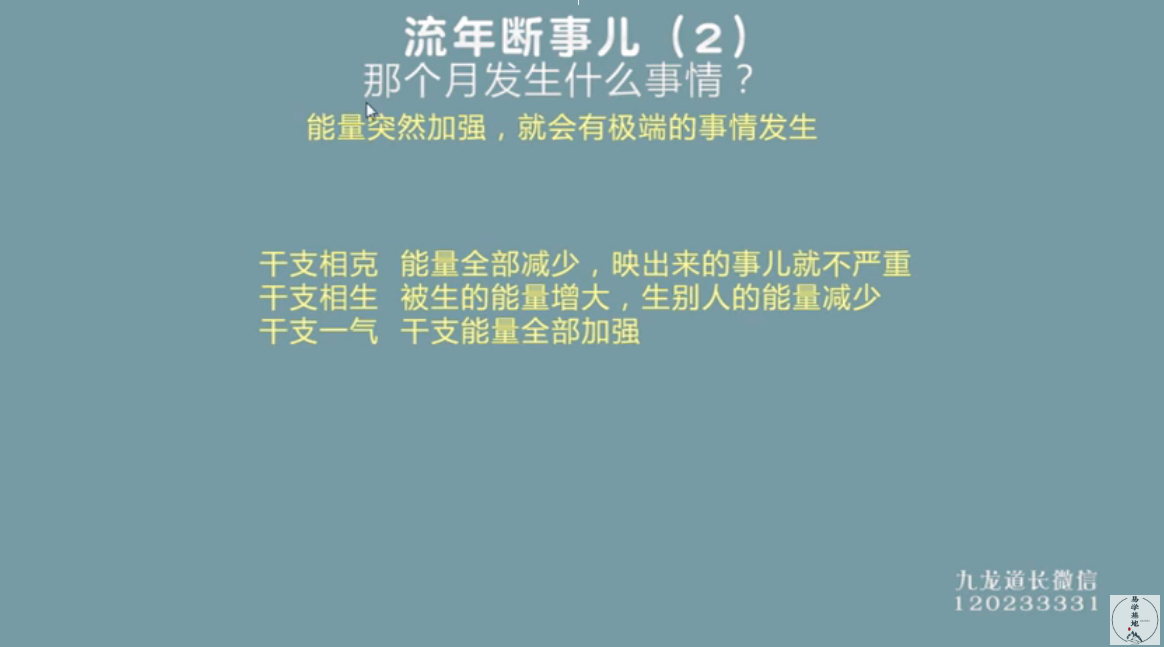 流年断事儿（2）
那个月发生什么事情？
能量突然加强，就会有极端的事情发生
干支相克 能量全部减少，映出来的事儿就不严重
干支相生 被生的能量增大，生别人的能量减少
干支一气 干支能量全部加强
九龙道长微信
120233331
易学基地